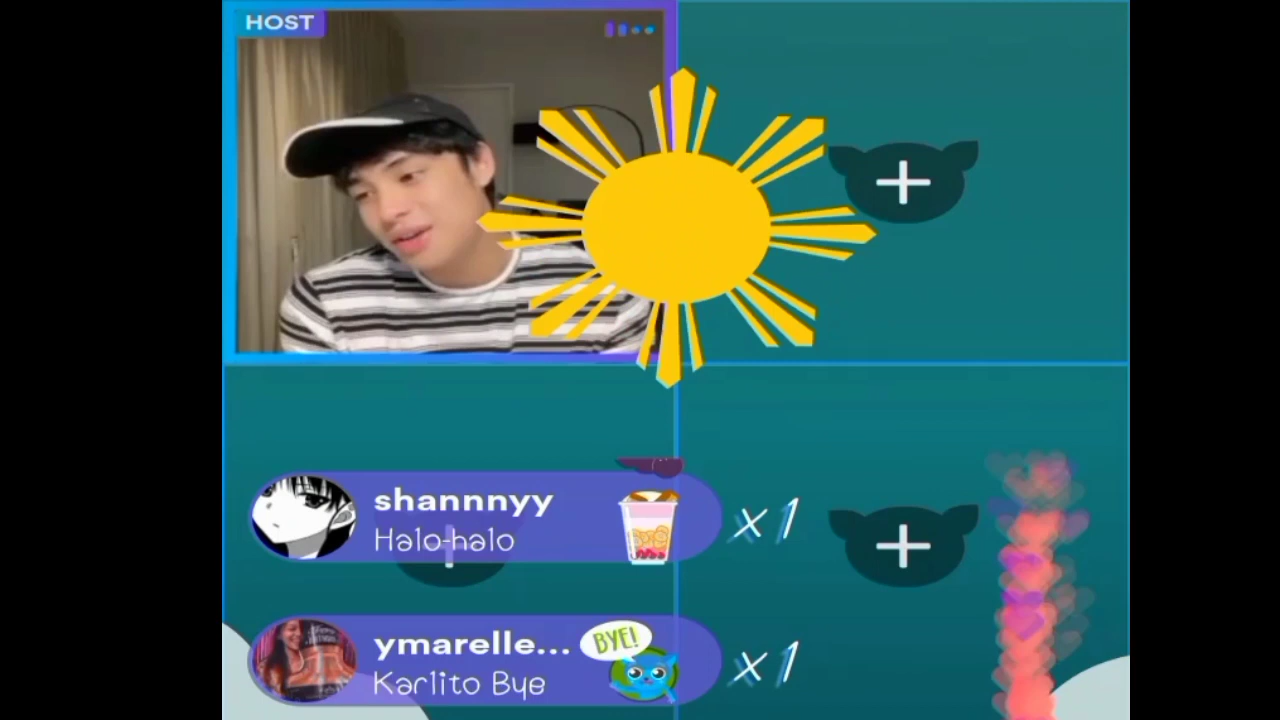 HOST
shannnyy
Halo-halo
x1
BYE!
ymarelle...
Karlito Bye
x1